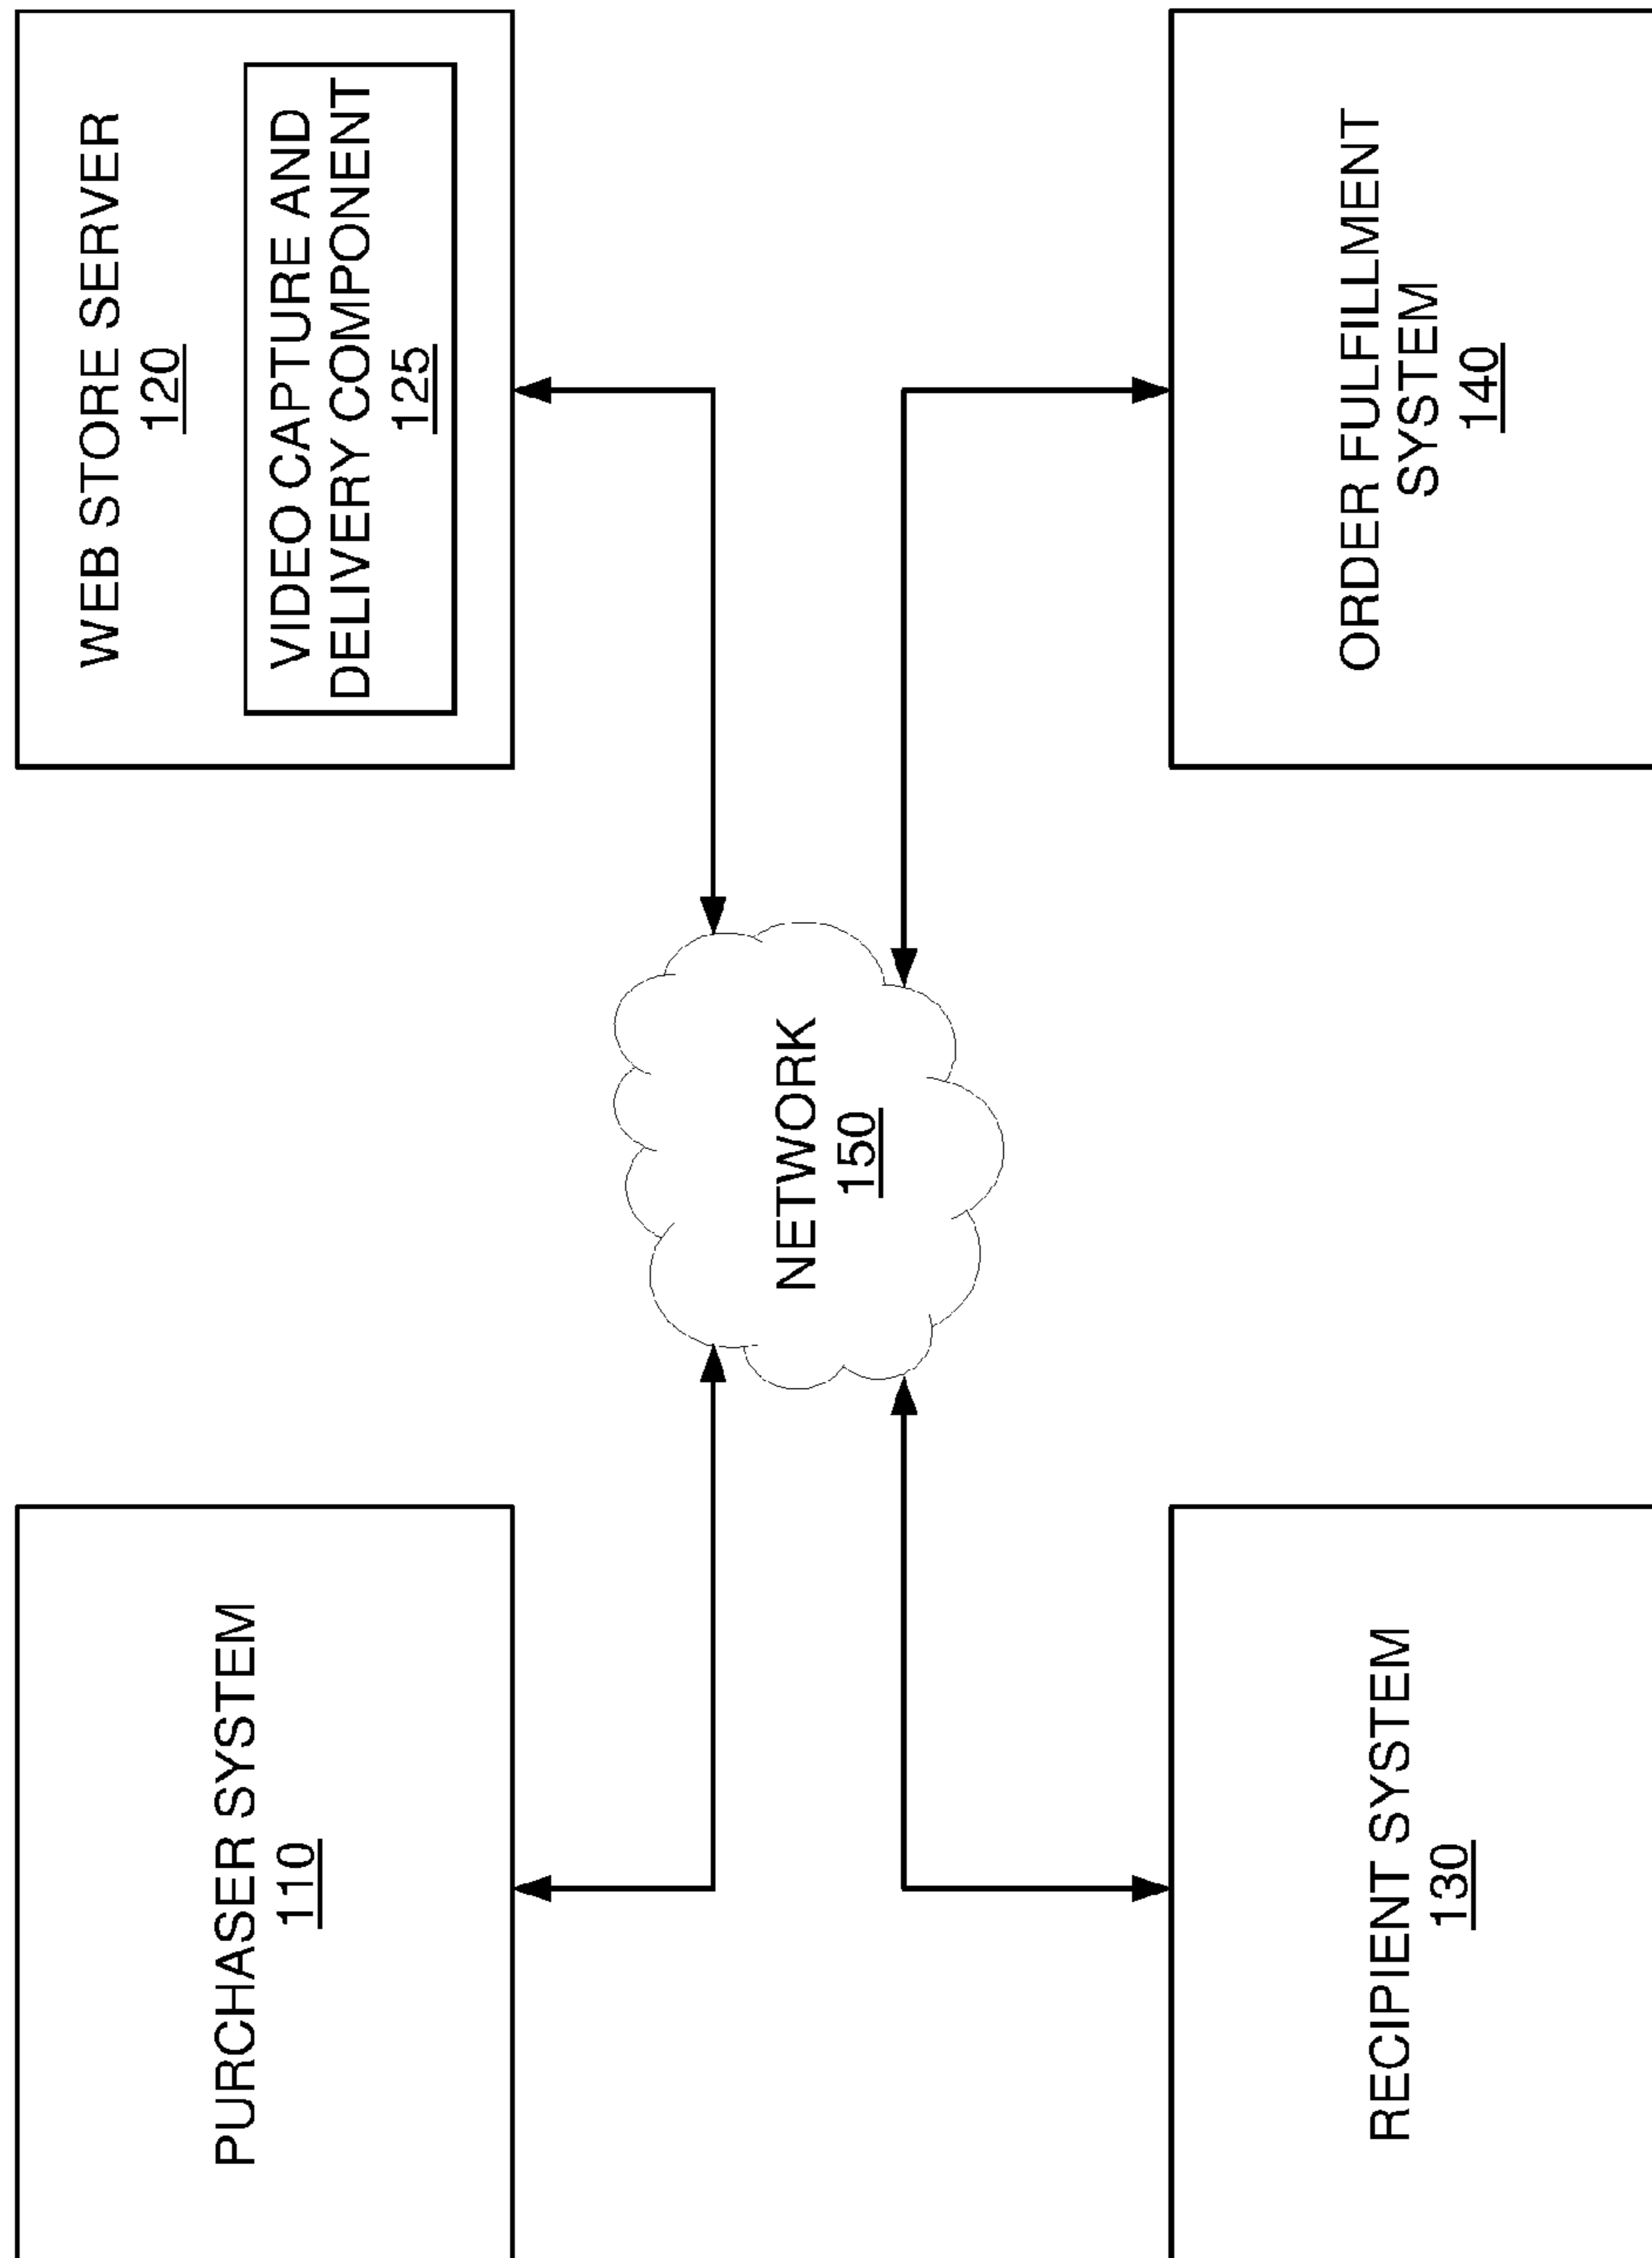 PURCHASER SYSTEM
110
WEB STORE SERVER
120
VIDEO CAPTURE AND
DELIVERY COMPONENT
125
NETWORK
150
RECIPIENT SYSTEM
130
ORDER FULFILLMENT
SYSTEM
140